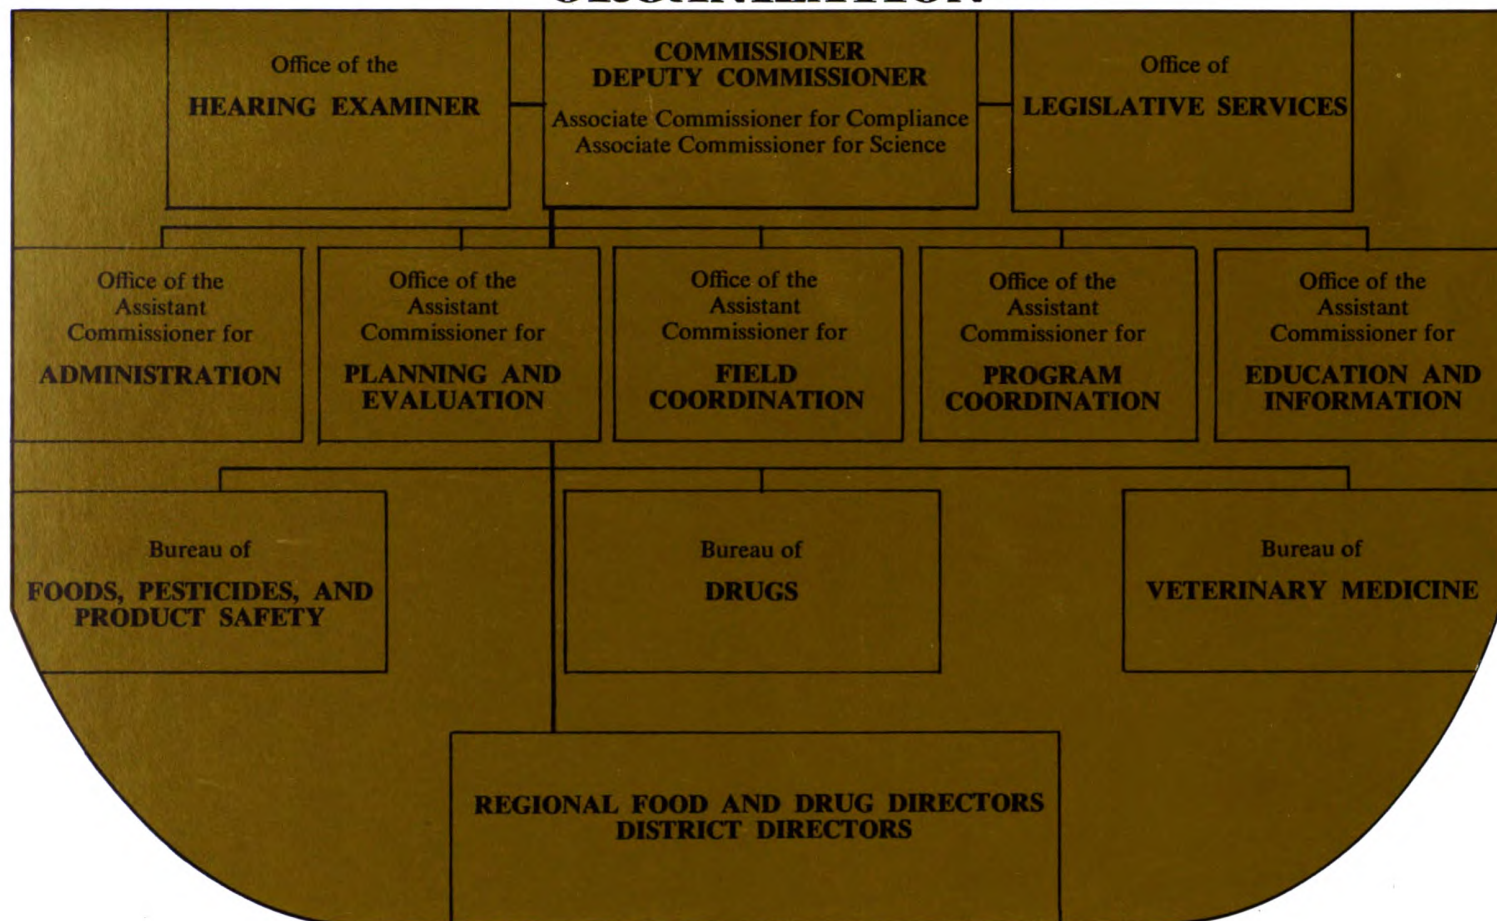 ORGANIZATION
Office of the
HEARING EXAMINER
COMMISSIONER
DEPUTY COMMISSIONER
Associate Commissioner for Compliance
Associate Commissioner for Science
Office of
LEGISLATIVE SERVICES
Office of the
Assistant
Commissioner for
ADMINISTRATION
Office of the
Assistant
Commissioner for
PLANNING AND
EVALUATION
Office of the
Assistant
Commissioner for
FIELD
COORDINATION
Office of the
Assistant
Commissioner for
PROGRAM
COORDINATION
Office of the
Assistant
Commissioner for
EDUCATION AND
INFORMATION
Bureau of
FOODS, PESTICIDES, AND
PRODUCT SAFETY
Bureau of
DRUGS
Bureau of
VETERINARY MEDICINE
REGIONAL FOOD AND DRUG DIRECTORS
DISTRICT DIRECTORS